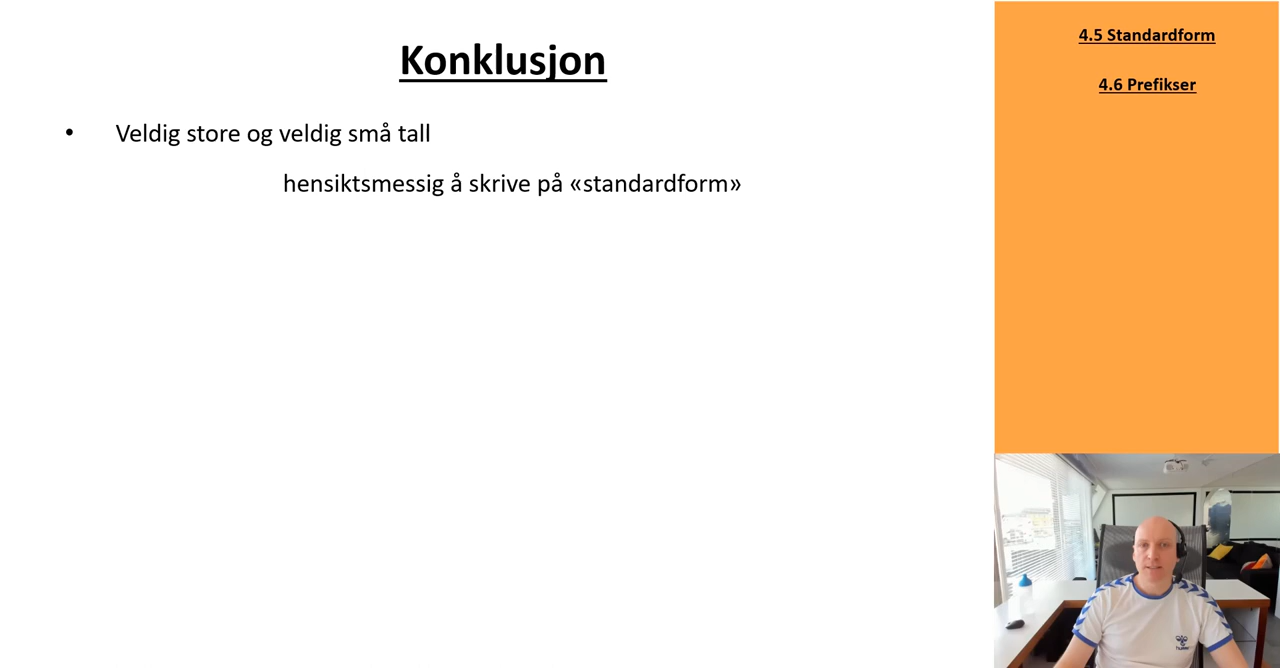 Konklusjon
• Veldig store og veldig små tall
hensiktsmessig å skrive på «standardform»
4.5 Standardform
4.6 Prefikser